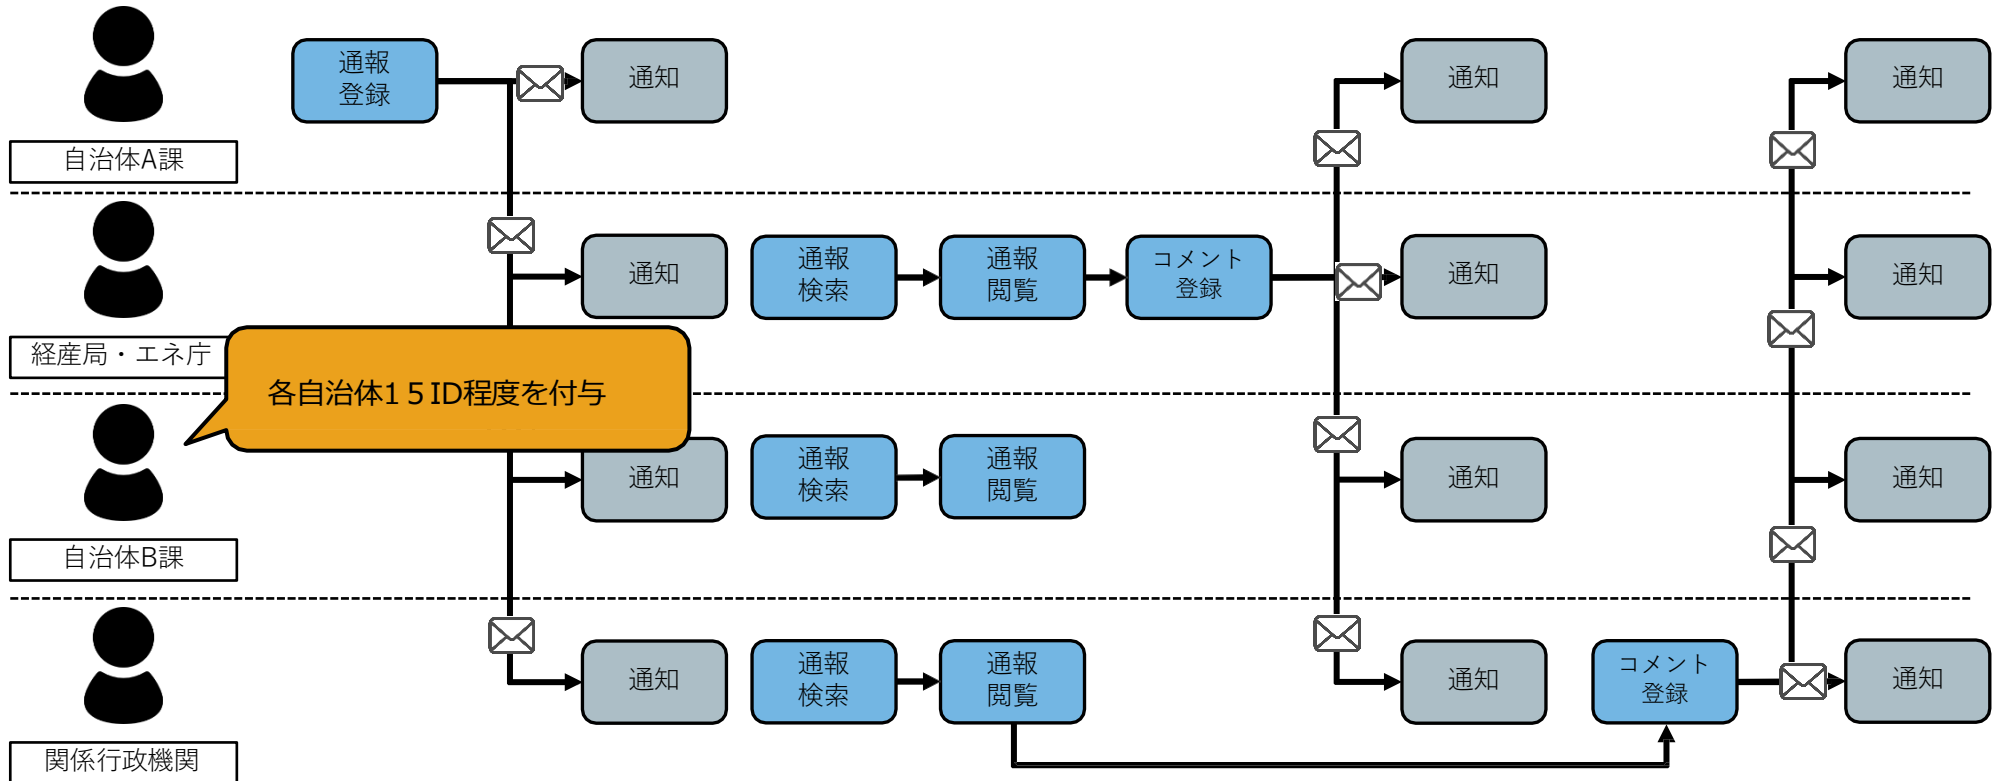 通報
登録
通知
通知
通知
自治体A課
通知
通報
検索
通報
閲覧
コメント
登録
通知
通知
経産局・エネ庁
各自治体1５ID程度を付与
通知
通報
検索
通報
閲覧
通知
通知
自治体B課
通知
通報
検索
通報
閲覧
通知
コメント
登録
通知
関係行政機関